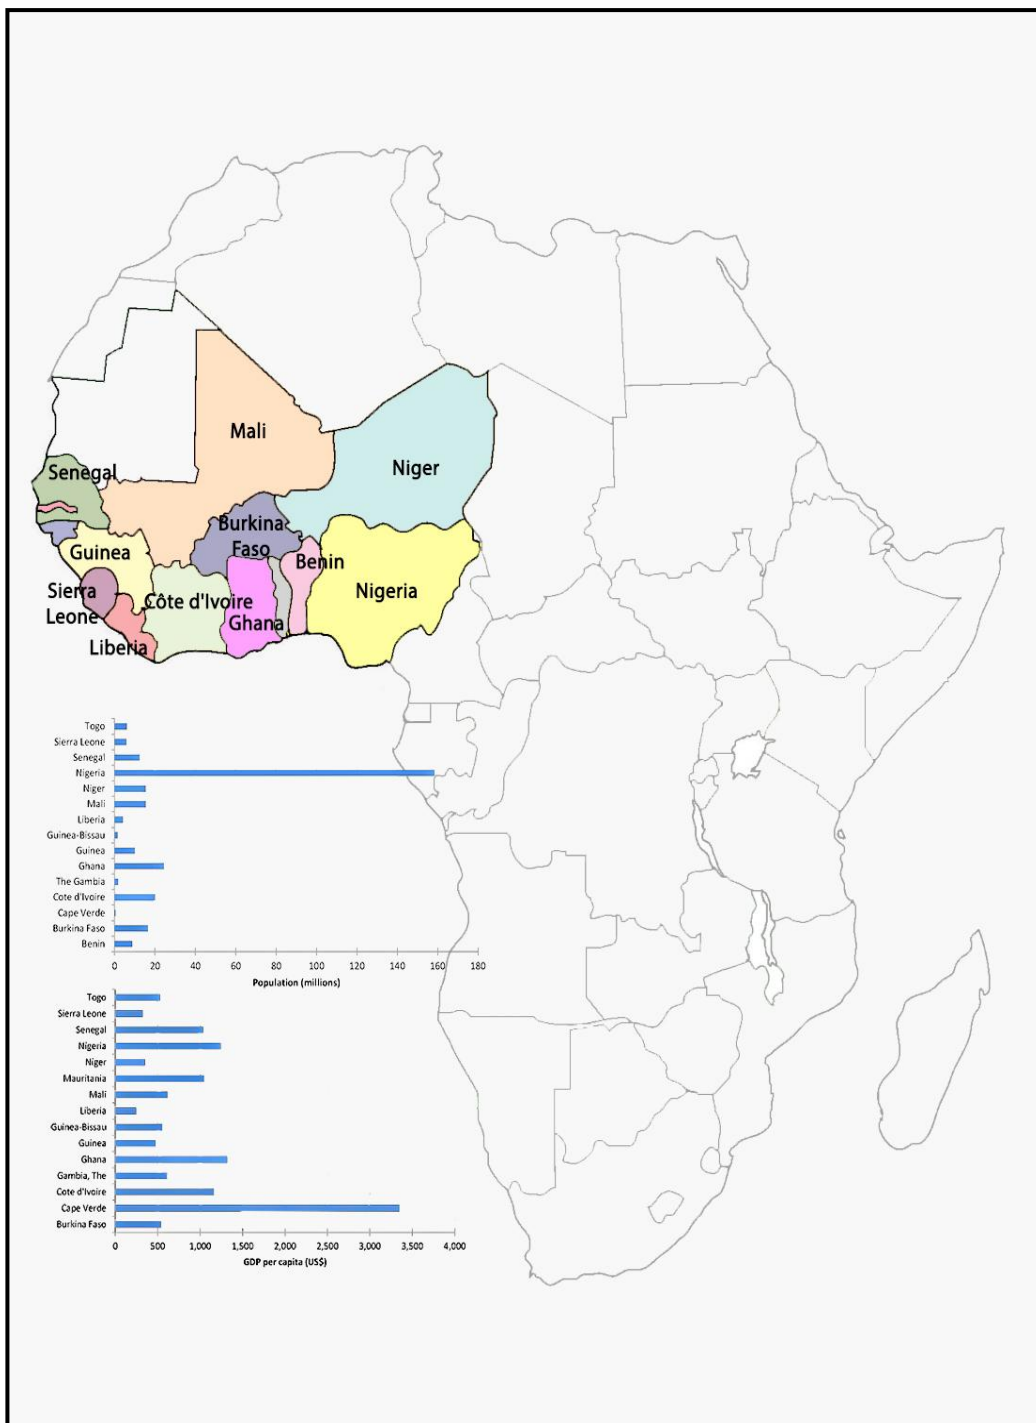 Mali
Senegal
Niger
Burkina
Faso
Guinea
Benin
Sierra
Leone
Côte d'Ivoire
Nigeria
Ghana
Liberia
Togo
Sierra Leone
Senegal
Nigeria
Niger
Mali
Liberia
Guinea-Bissau
Guinea
Ghana
The Gambia
Cote d'Ivoire
Cape Verde
Burkina Faso
Benin
0 20 40 60 80 100 120 140 160 180
Population (millions)
Togo
Sierra Leone
Senegal
Nigeria
Niger
Mauritania
Mali
Liberia
Guinea-Bissau
Guinea
Ghana
Gambia, The
Cote d'Ivoire
Cape Verde
Burkina Faso
0 500 1,000 1,500 2,000 2,500 3,000 3,500 4,000
GDP per capita (US$)